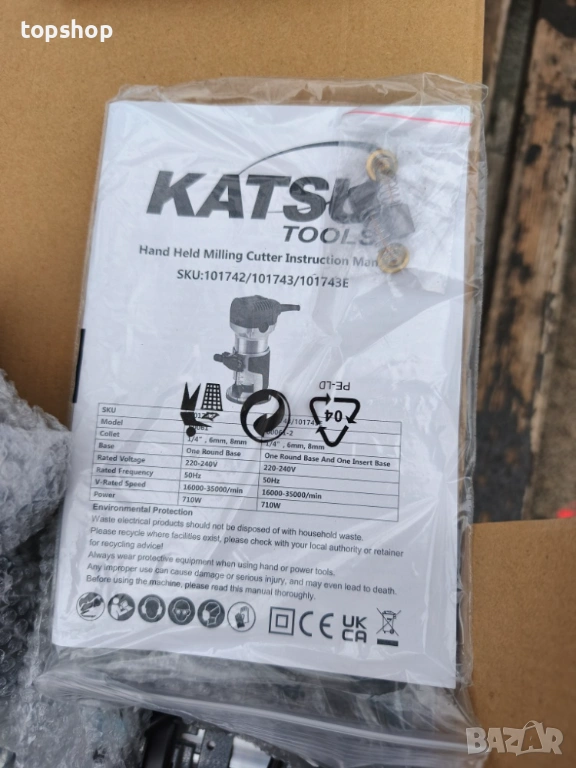 topshop
KATSU
TOOLS
Hand Held Milling Cutter Instruction Man
SKU:101742/101743/101743E
PE-LD
04
SKU
Model
Collet 1/4", 6mm, 8mm 1/4", 6mm, 8mm
Base One Round Base One Round Base And One Insert Base
Rated Voltage 220-240V 220-240V
Rated Frequency 50Hz 50Hz
V-Rated Speed 16000-35000/min 16000-35000/min
Power 710W 710W
Environmental Protection
Waste electrical products should not be disposed of with household waste.
Please recycle where facilities exist, please check with your local authority or retainer
for recycling advice!
Always wear protective equipment when using hand or power tools.
Any improper use can cause damage or serious injury, and may even lead to death.
Before using the machine, please read this manual thoroughly.
CE UK
CA
BAZAR